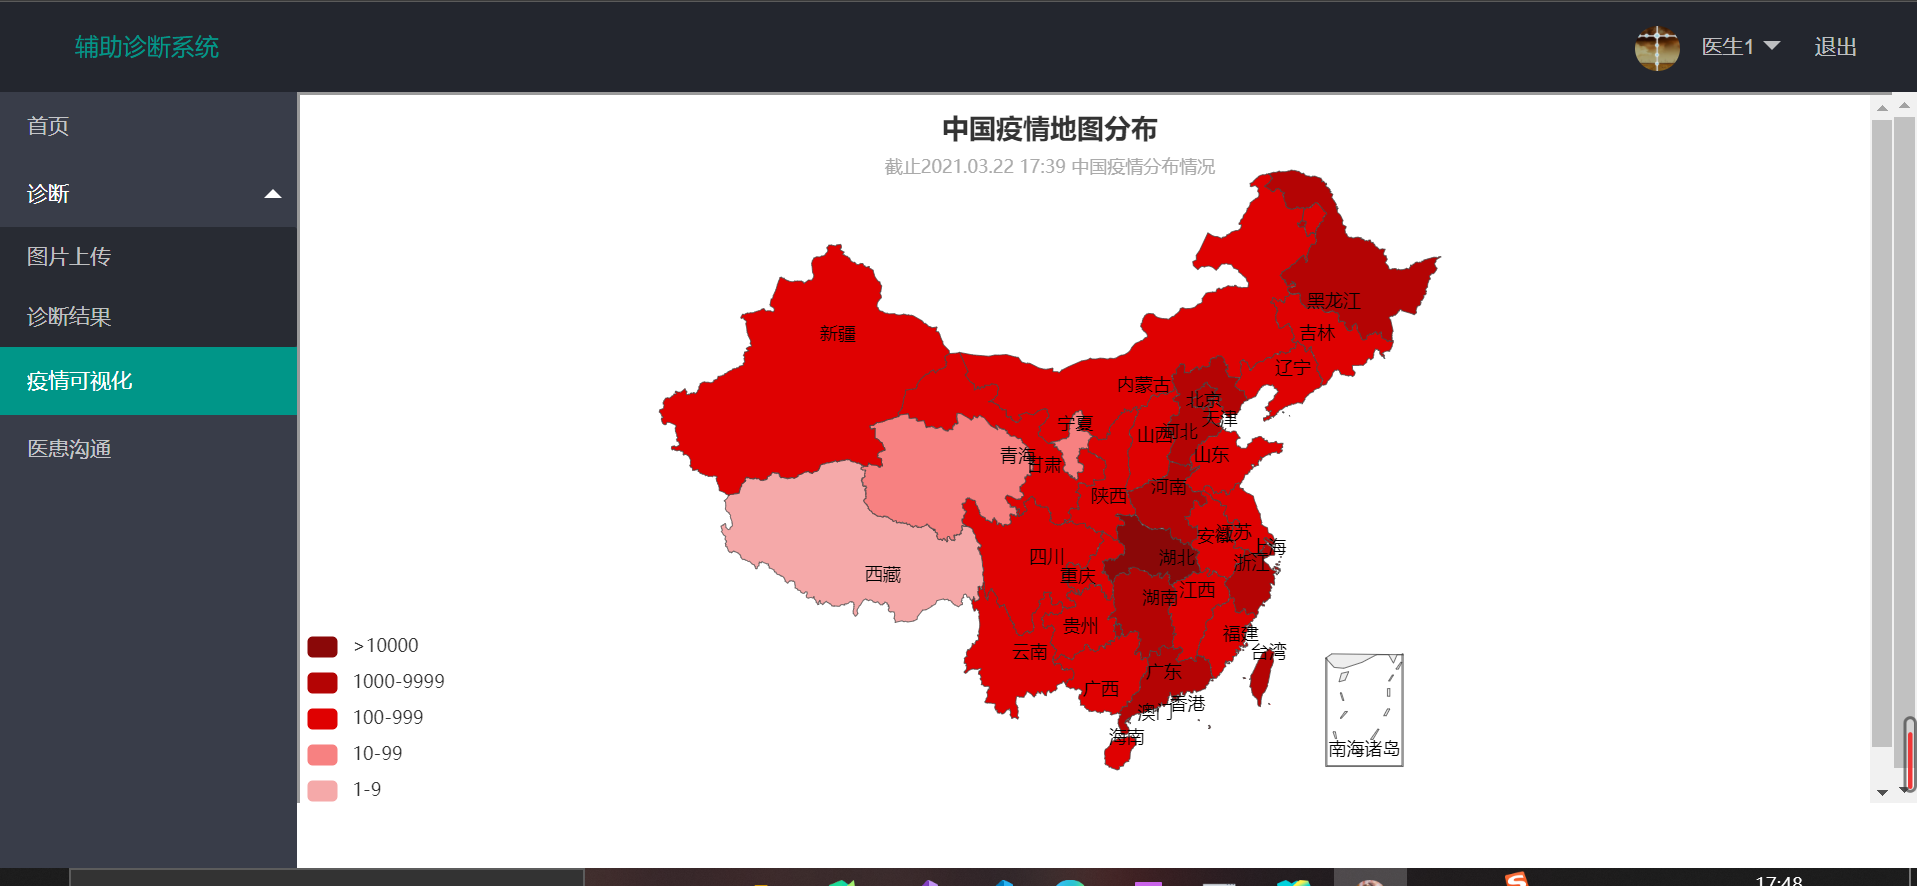 辅助诊断系统
医生1
退出
首页
诊断
图片上传
诊断结果
疫情可视化
医患沟通
中国疫情地图分布
截止2021.03.22 17:39 中国疫情分布情况
黑龙江
吉林
辽宁
新疆
内蒙古
北京
天津
宁夏
山西
河北
山东
青海
甘肃
陕西
河南
安徽
江苏
上海
四川
湖北
浙江
重庆
西藏
湖南
江西
贵州
福建
云南
台湾
广西
广东
澳门
香港
海南
南海诸岛
>10000
1000-9999
100-999
10-99
1-9
17:48